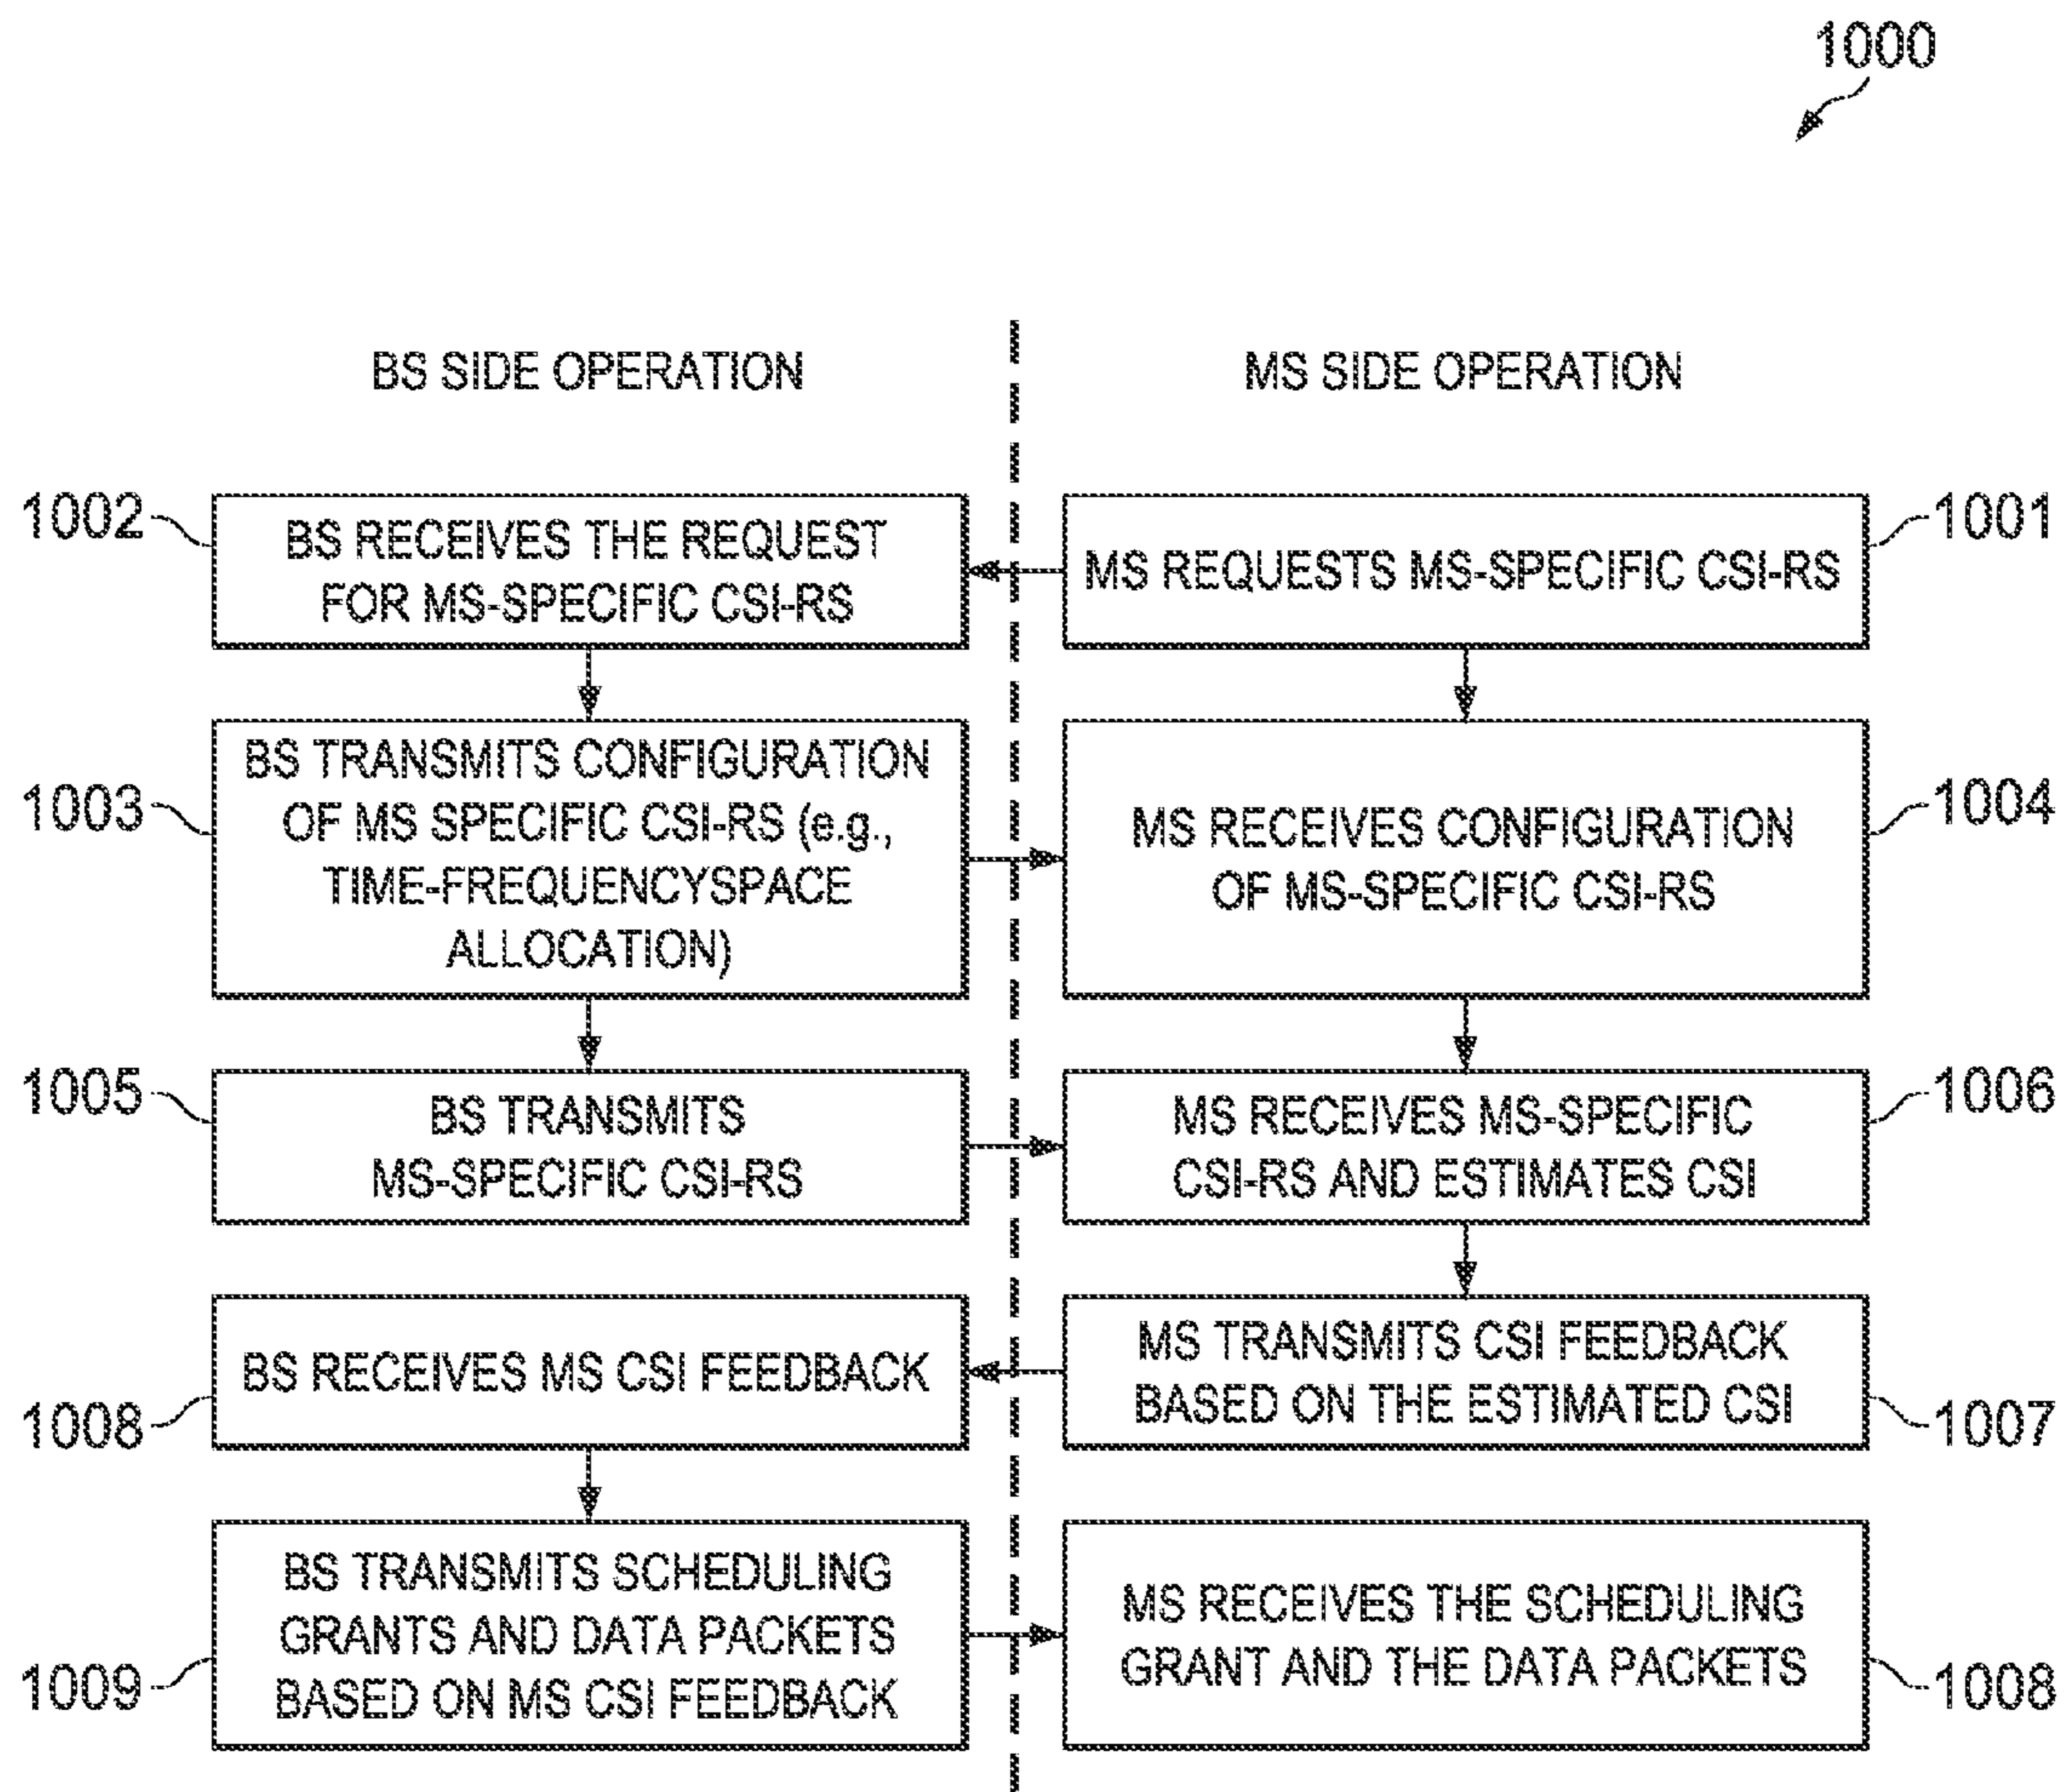 1000
BS SIDE OPERATION
MS SIDE OPERATION
1002
BS RECEIVES THE REQUEST
FOR MS-SPECIFIC CSI-RS
MS REQUESTS MS-SPECIFIC CSI-RS
1001
1003
BS TRANSMITS CONFIGURATION
OF MS SPECIFIC CSI-RS (e.g.,
TIME-FREQUENCYSPACE
ALLOCATION)
MS RECEIVES CONFIGURATION
OF MS-SPECIFIC CSI-RS
1004
1005
BS TRANSMITS
MS-SPECIFIC CSI-RS
MS RECEIVES MS-SPECIFIC
CSI-RS AND ESTIMATES CSI
1006
BS RECEIVES MS CSI FEEDBACK
1008
MS TRANSMITS CSI FEEDBACK
BASED ON THE ESTIMATED CSI
1007
BS TRANSMITS SCHEDULING
GRANTS AND DATA PACKETS
BASED ON MS CSI FEEDBACK
1009
MS RECEIVES THE SCHEDULING
GRANT AND THE DATA PACKETS
1008